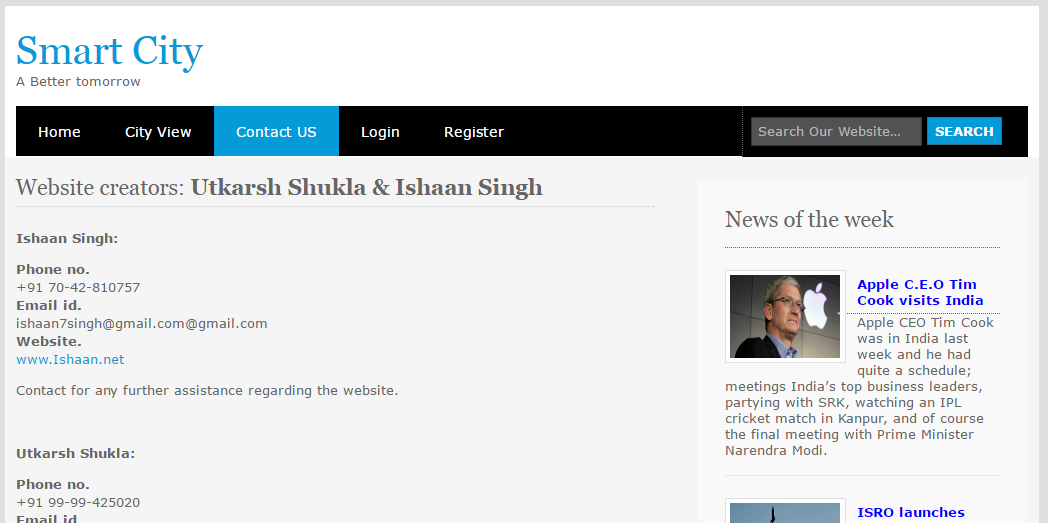 Smart City
A Better tomorrow
Home City View Contact US Login Register Search Our Website... SEARCH
Website creators: Utkarsh Shukla & Ishaan Singh
Ishaan Singh:
Phone no.
+91 70-42-810757
Email id.
ishaan7singh@gmail.com@gmail.com
Website.
www.Ishaan.net
Contact for any further assistance regarding the website.
Utkarsh Shukla:
Phone no.
+91 99-99-425020
Email id
News of the week
Apple C.E.O Tim
Cook visits India
Apple CEO Tim Cook
was in India last
week and he had
quite a schedule;
meetings India’s top business leaders,
partying with SRK, watching an IPL
cricket match in Kanpur, and of course
the final meeting with Prime Minister
Narendra Modi.
ISRO launches